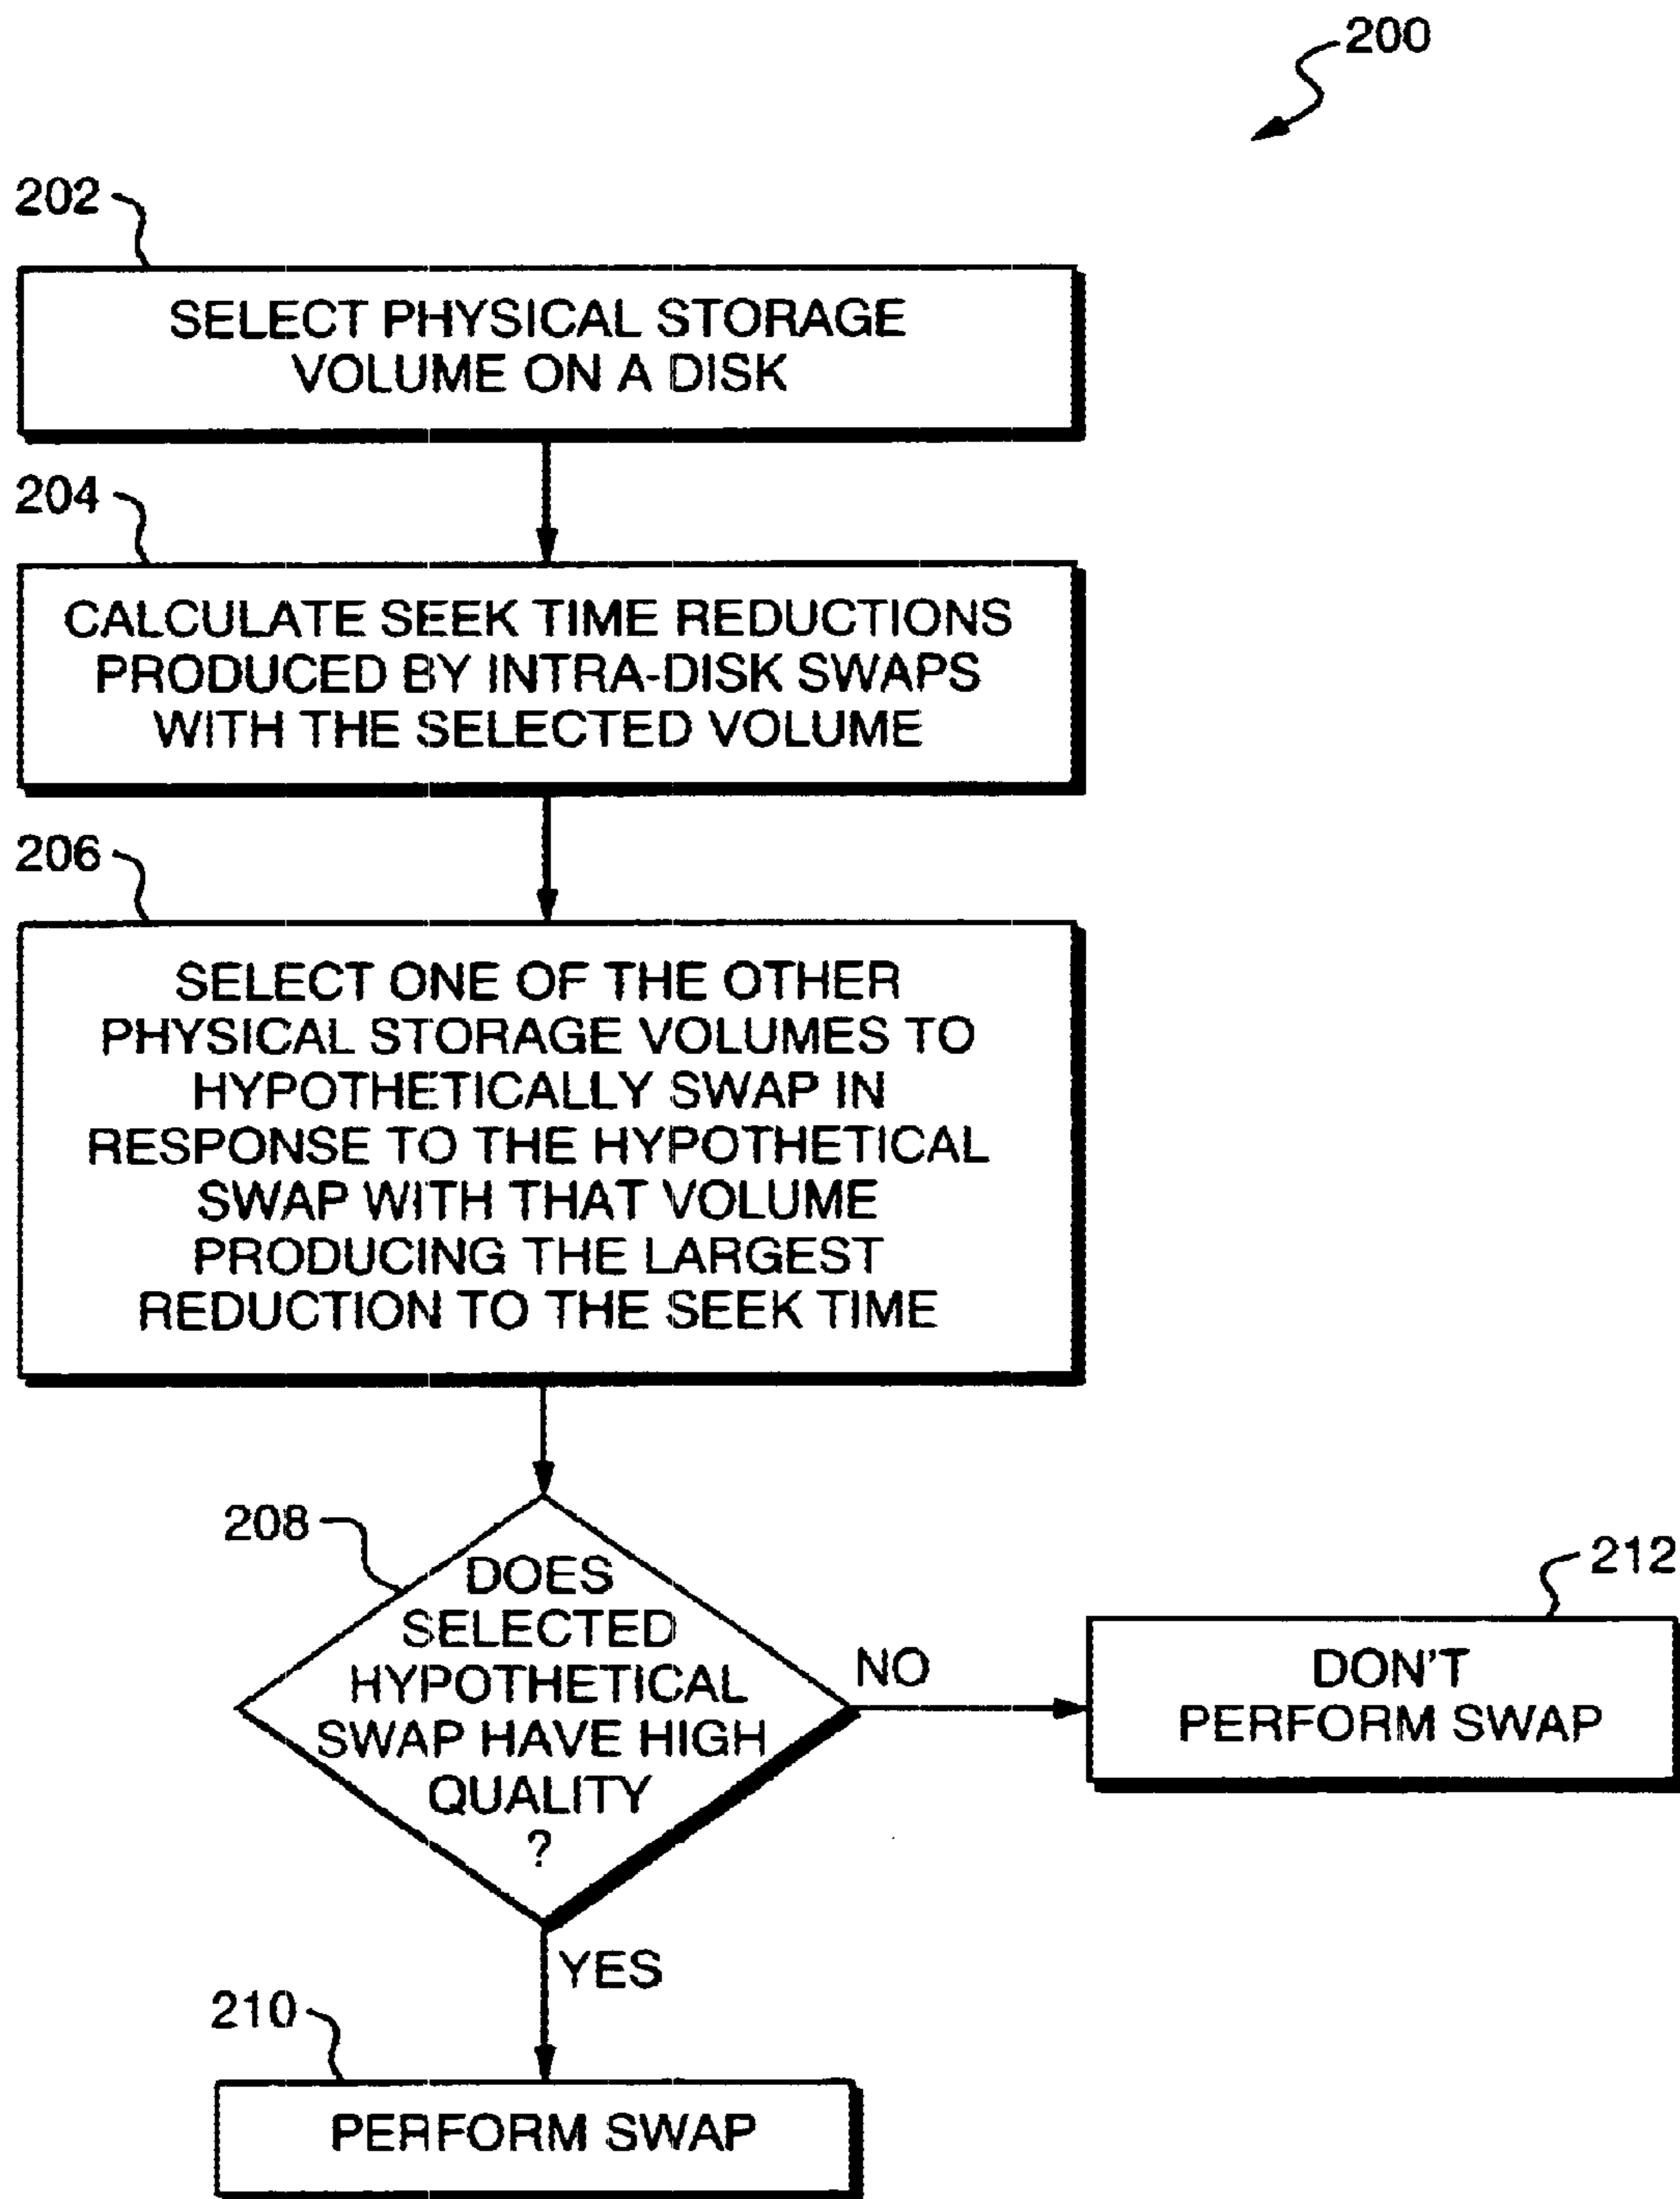 200
202
SELECT PHYSICAL STORAGE
VOLUME ON A DISK
204
CALCULATE SEEK TIME REDUCTIONS
PRODUCED BY INTRA-DISK SWAPS
WITH THE SELECTED VOLUME
206
SELECT ONE OF THE OTHER
PHYSICAL STORAGE VOLUMES TO
HYPOTHETICALLY SWAP IN
RESPONSE TO THE HYPOTHETICAL
SWAP WITH THAT VOLUME
PRODUCING THE LARGEST
REDUCTION TO THE SEEK TIME
208
DOES
SELECTED
HYPOTHETICAL
SWAP HAVE HIGH
QUALITY
?
NO
212
DON'T
PERFORM SWAP
YES
210
PERFORM SWAP